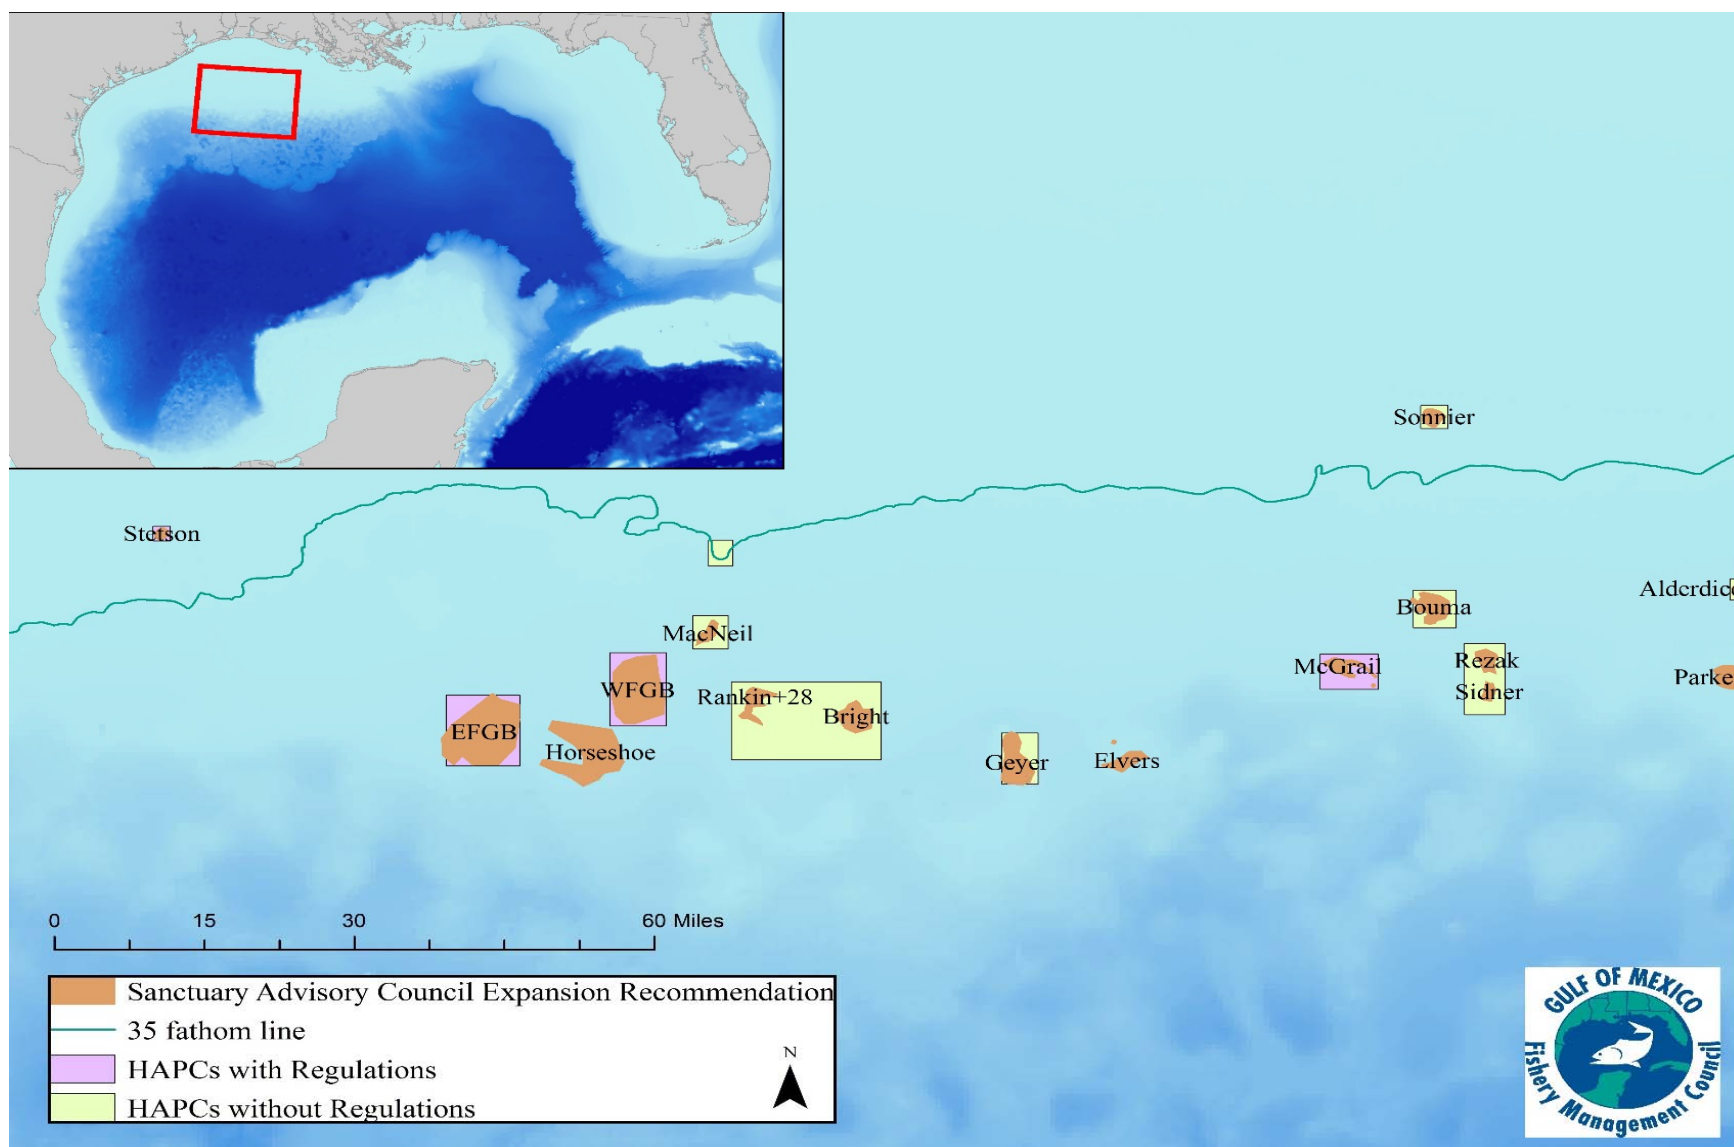 Sonnier
Stetson
Alderdice
Bouma
MacNeil
Rezak
McGrail
Sidner
Parke
WFGB
Rankin+28
Bright
EFGB
Horseshoe
Geyer
Elvers
0 15 30 60 Miles
Sanctuary Advisory Council Expansion Recommendation
35 fathom line
HAPCs with Regulations
HAPCs without Regulations
N
GULF OF MEXICO
Fishery Management Council